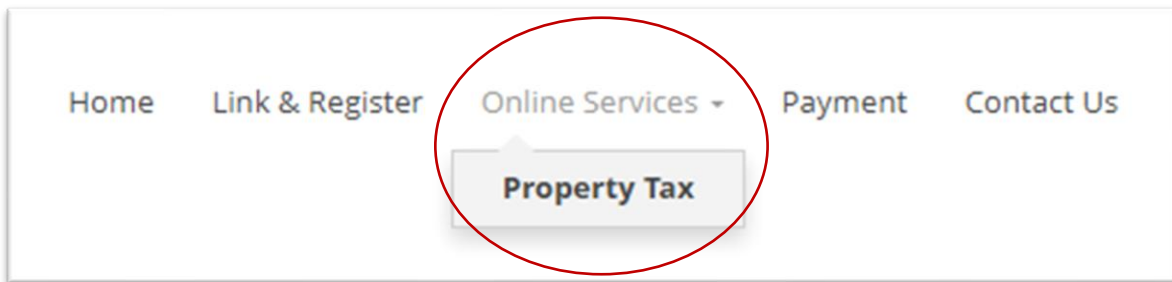 Home Link & Register Online Services Payment Contact Us
Property Tax